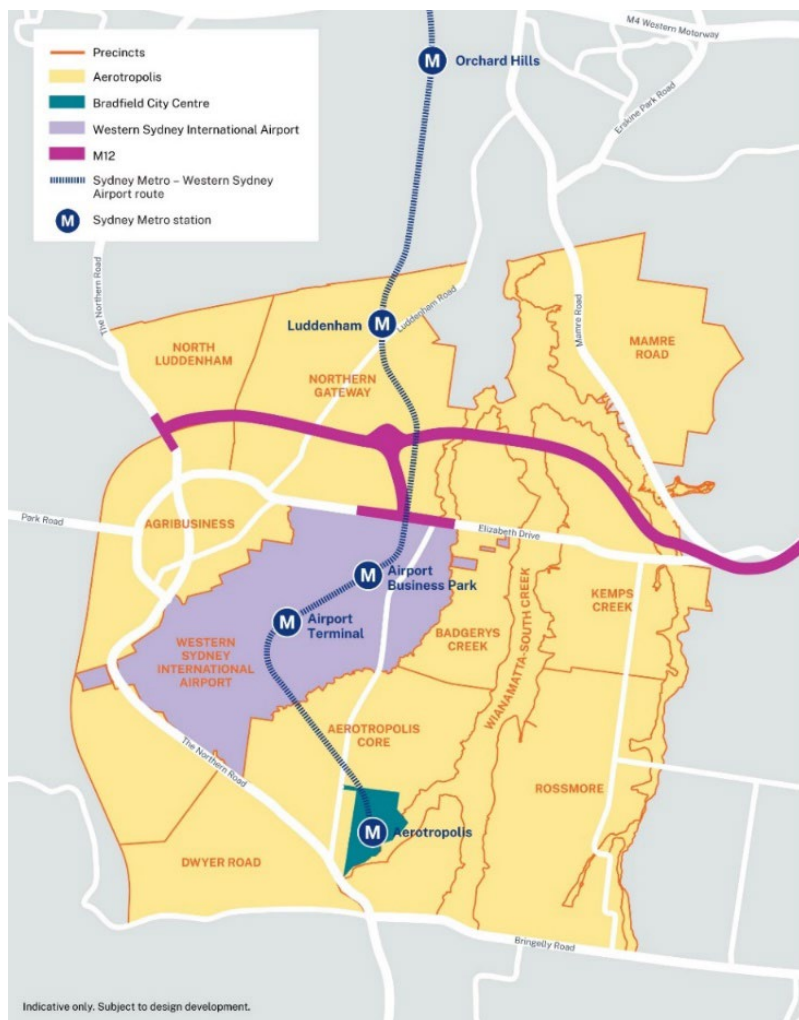 Precincts
Aerotropolis
Bradfield City Centre
Western Sydney International Airport
M12
Sydney Metro – Western Sydney
Airport route
M
Sydney Metro station
M4 Western Motorway
M
Orchard Hills
Erskine Park Road
The Northern Road
Luddenham
M
Luddenham Road
Mamre Road
NORTH
LUDDENHAM
NORTHERN
GATEWAY
MAMRE
ROAD
Park Road
AGRIBUSINESS
Elizabeth Drive
M
Airport
Business Park
KEMPS
CREEK
M
Airport
Terminal
BADGERYS
CREEK
WIANAMATTA-SOUTH CREEK
WESTERN
SYDNEY
INTERNATIONAL
AIRPORT
AEROTROPOLIS
CORE
The Northern Road
ROSSMORE
M
Aerotropolis
DWYER ROAD
Bringelly Road
Indicative only. Subject to design development.